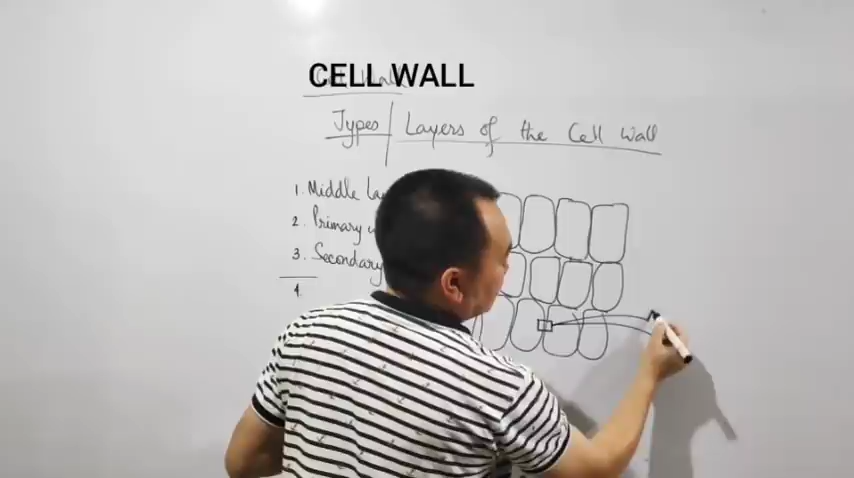 CELL WALL
Types | Layers of the Cell Wall
1. Middle
2. Primary
3. Secondary
4.